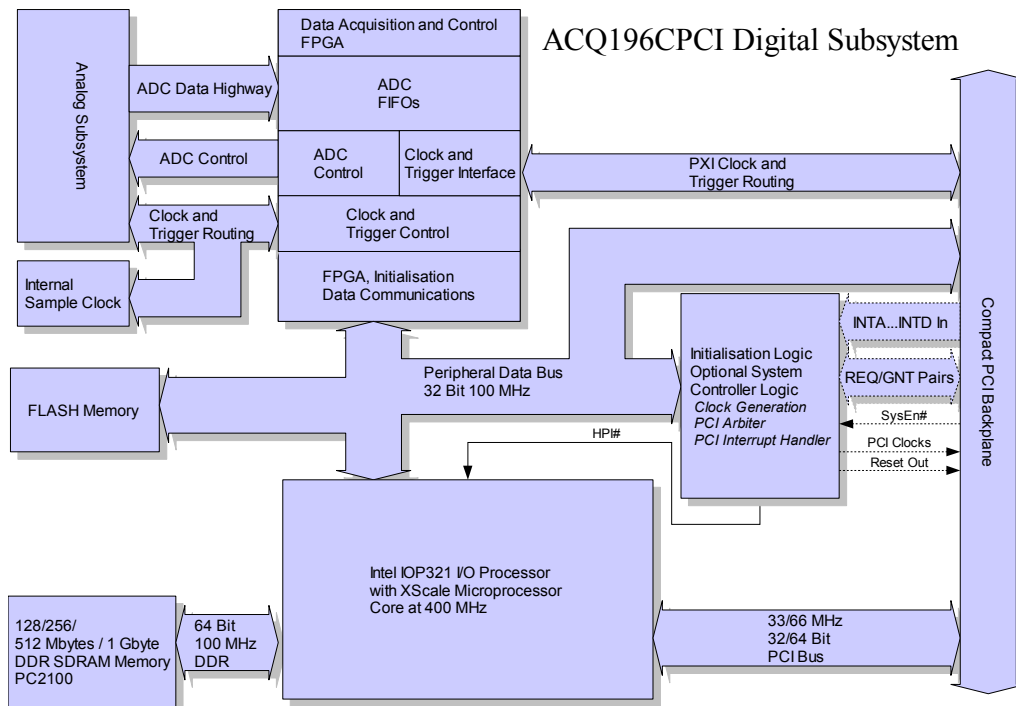 ACQ196CPCI Digital Subsystem
Data Acquisition and Control
FPGA
Analog Subsystem
ADC Data Highway
ADC
FIFOs
ADC Control
ADC
Control
Clock and
Trigger Interface
PXI Clock and
Trigger Routing
Clock and
Trigger Routing
Clock and
Trigger Control
Internal
Sample Clock
FPGA, Initialisation
Data Communications
Compact PCI Backplane
INTA...INTD In
Initialisation Logic
Optional System
Controller Logic
Clock Generation
PCI Arbiter
PCI Interrupt Handler
REQ/GNT Pairs
SysEn#
PCI Clocks
Reset Out
Peripheral Data Bus
32 Bit 100 MHz
FLASH Memory
HPI#
Intel IOP321 I/O Processor
with XScale Microprocessor
Core at 400 MHz
128/256/
512 Mbytes / 1 Gbyte
DDR SDRAM Memory
PC2100
64 Bit
100 MHz
DDR
33/66 MHz
32/64 Bit
PCI Bus